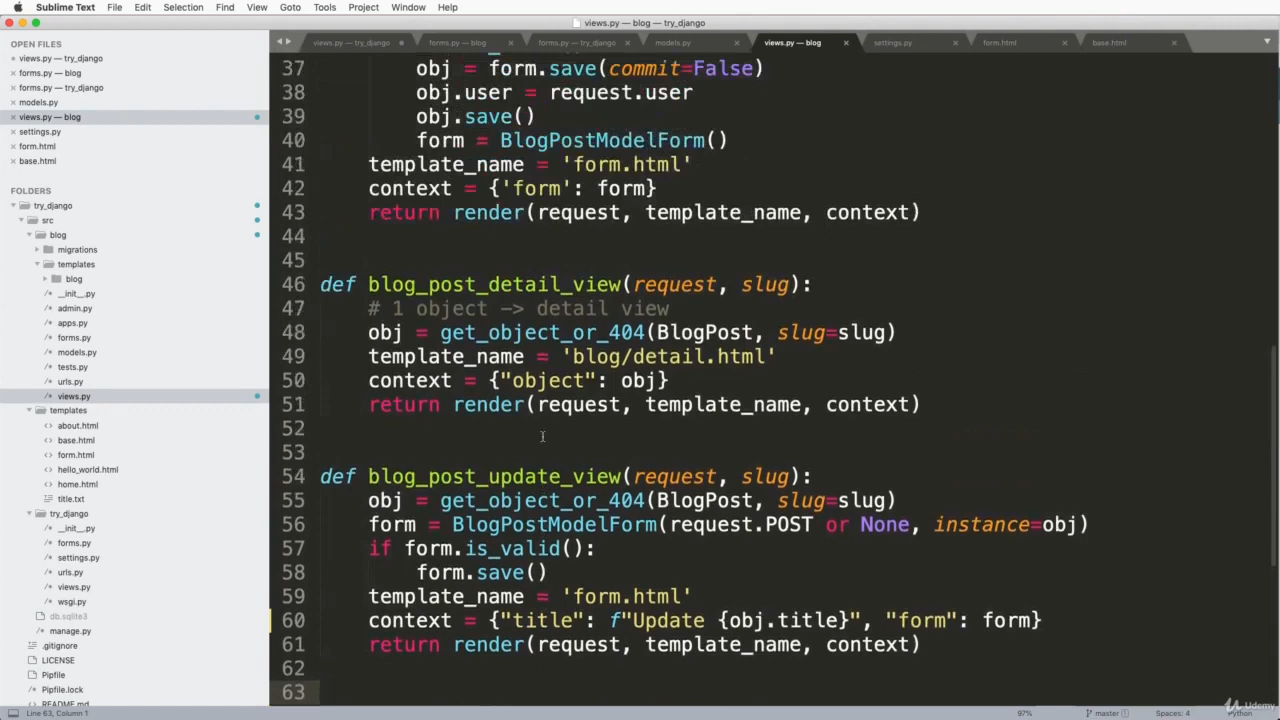 Sublime Text File Edit Selection Find View Goto Tools Project Window Help
views.py — blog — try_django
OPEN FILES
views.py — try_django
forms.py — blog
forms.py — try_django
models.py
views.py — blog
settings.py
form.html
base.html
FOLDERS
try_django
src
blog
migrations
templates
blog
__init__.py
admin.py
apps.py
forms.py
models.py
tests.py
urls.py
views.py
templates
about.html
base.html
form.html
hello_world.html
home.html
title.txt
try_django
__init__.py
forms.py
settings.py
urls.py
views.py
wsgi.py
db.sqlite3
manage.py
.gitignore
LICENSE
Pipfile
Pipfile.lock
README.md
views.py — try_django forms.py — blog forms.py — try_django models.py views.py — blog settings.py form.html base.html
37 obj = form.save(commit=False)
38 obj.user = request.user
39 obj.save()
40 form = BlogPostModelForm()
41 template_name = 'form.html'
42 context = {'form': form}
43 return render(request, template_name, context)
44
45
46 def blog_post_detail_view(request, slug):
47 # 1 object -> detail view
48 obj = get_object_or_404(BlogPost, slug=slug)
49 template_name = 'blog/detail.html'
50 context = {"object": obj}
51 return render(request, template_name, context)
52
53
54 def blog_post_update_view(request, slug):
55 obj = get_object_or_404(BlogPost, slug=slug)
56 form = BlogPostModelForm(request.POST or None, instance=obj)
57 if form.is_valid():
58 form.save()
59 template_name = 'form.html'
60 context = {"title": f"Update {obj.title}", "form": form}
61 return render(request, template_name, context)
62
63
Line 63, Column 1 97% master 1 Spaces: 4 Python
Udemy